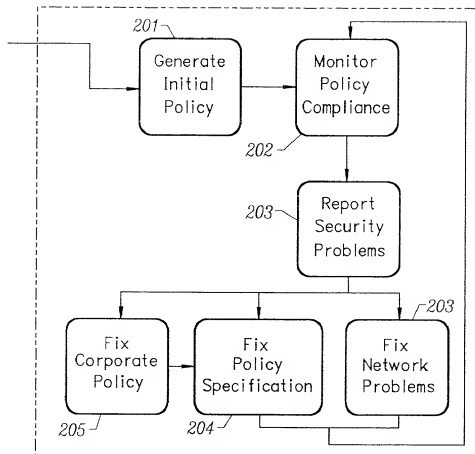 201
Generate
Initial
Policy
Monitor
Policy
Compliance
202
203
Report
Security
Problems
203
Fix
Corporate
Policy
Fix
Policy
Specification
Fix
Network
Problems
205
204